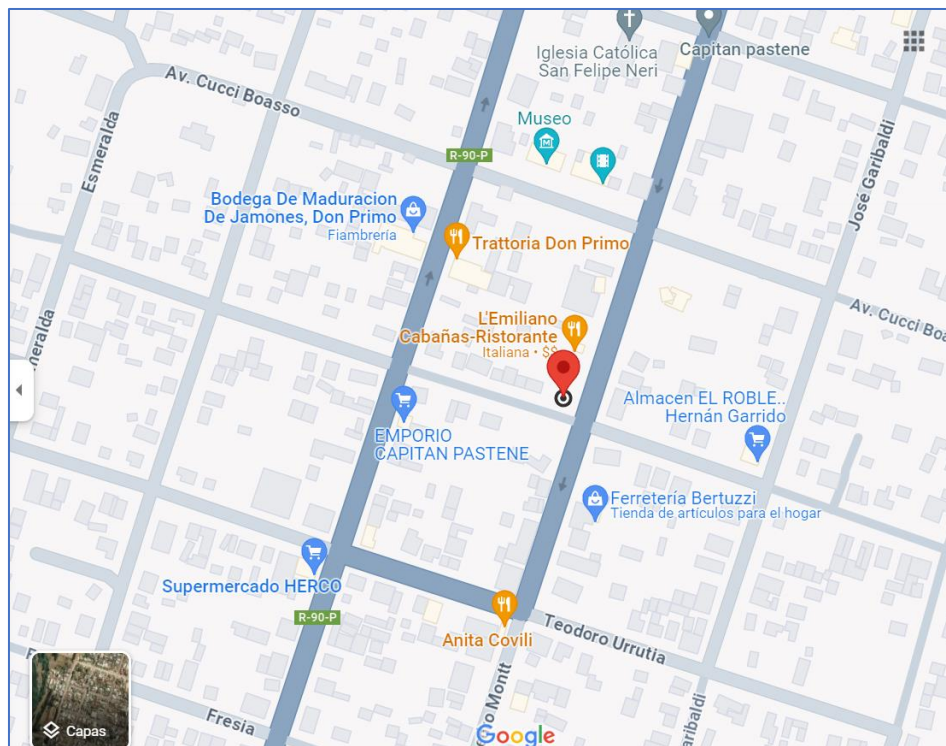 Iglesia Católica
San Felipe Neri
Capitan pastene
Av. Cucci Boasso
Esmeralda
Museo
R-90-P
José Garibaldi
Bodega De Maduracion
De Jamones, Don Primo
Fiambrería
Trattoria Don Primo
L'Emiliano
Cabañas-Ristorante
Italiana • $$
Av. Cucci Boa
meralda
Almacen EL ROBLE..
Hernán Garrido
EMPORIO
CAPITAN PASTENE
Ferretería Bertuzzi
Tienda de artículos para el hogar
Supermercado HERCO
R-90-P
Anita Covili
Teodoro Urrutia
Montt
Garibaldi
Fresia
Capas
Google